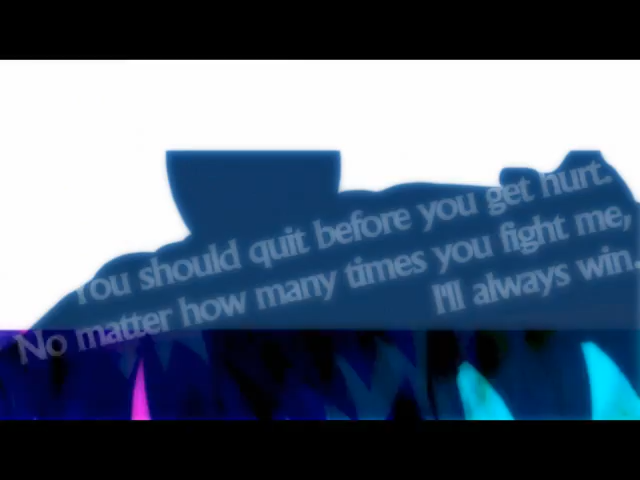 You should quit before you get hurt.
No matter how many times you fight me,
I'll always win.